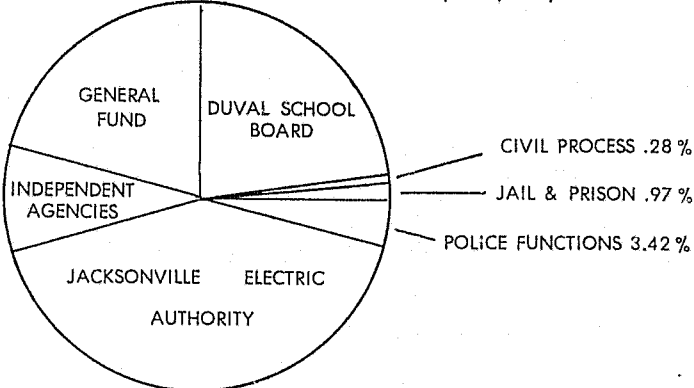 GENERAL
FUND
DUVAL SCHOOL
BOARD
CIVIL PROCESS .28 %
JAIL & PRISON .97 %
POLICE FUNCTIONS 3.42 %
INDEPENDENT
AGENCIES
JACKSONVILLE ELECTRIC
AUTHORITY